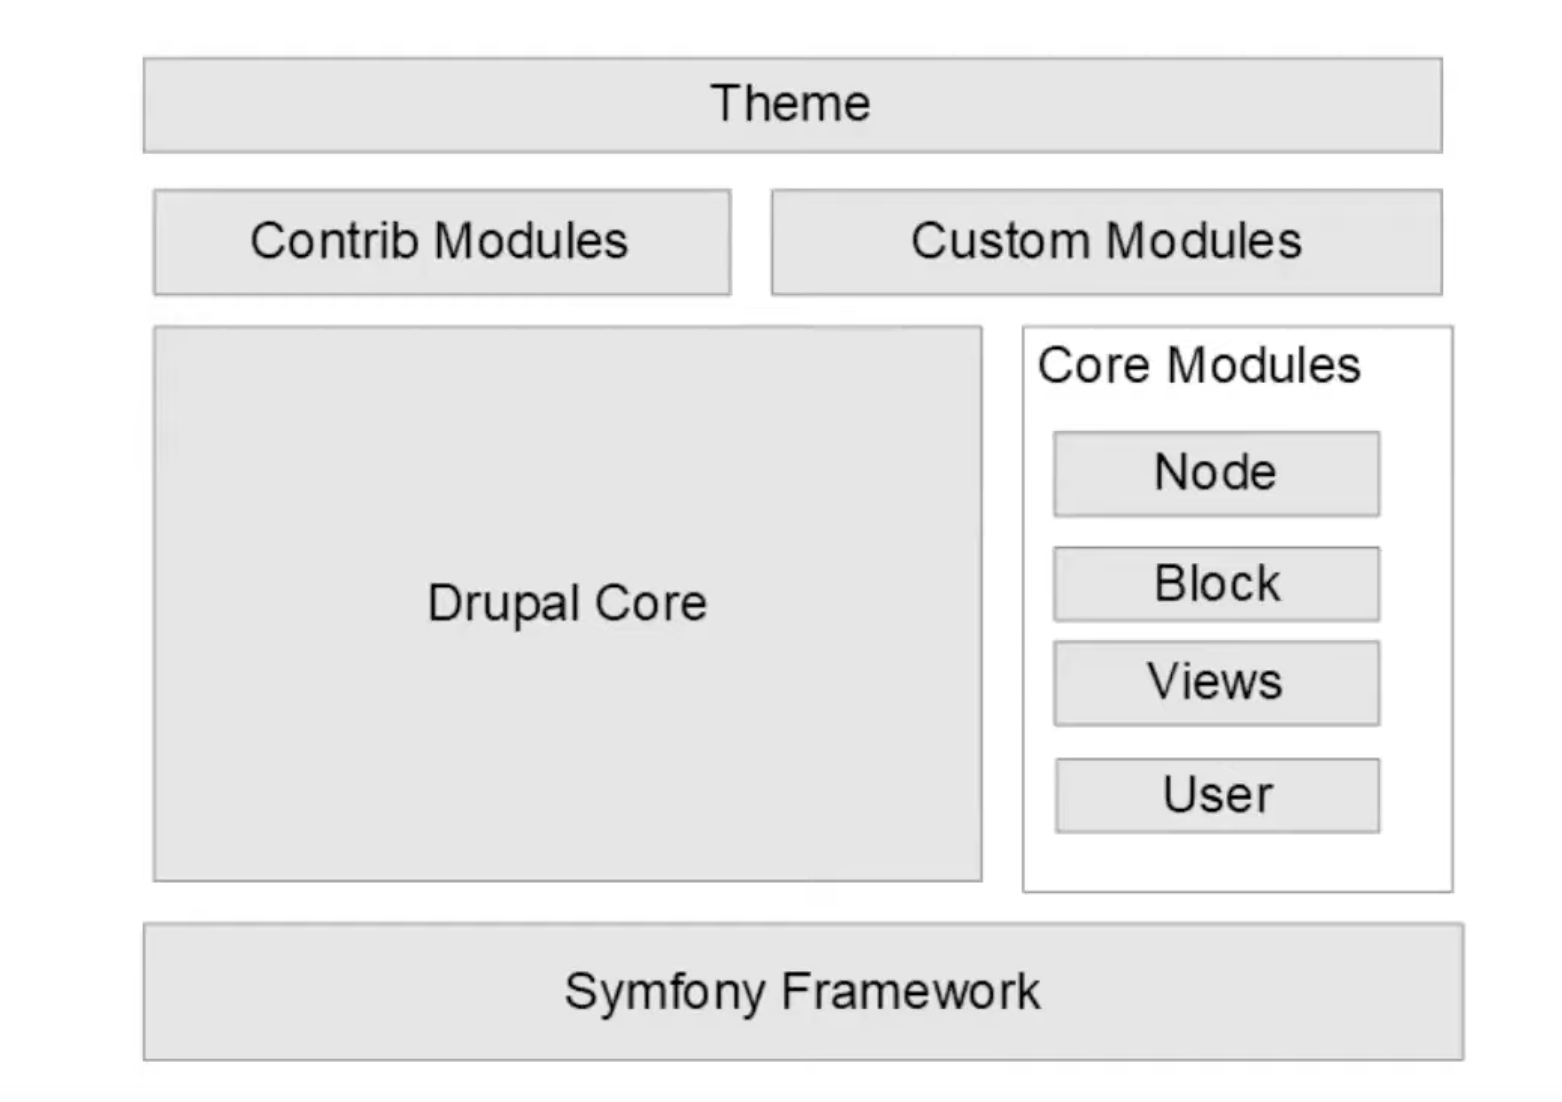 Theme
Contrib Modules
Custom Modules
Drupal Core
Core Modules
Node
Block
Views
User
Symfony Framework